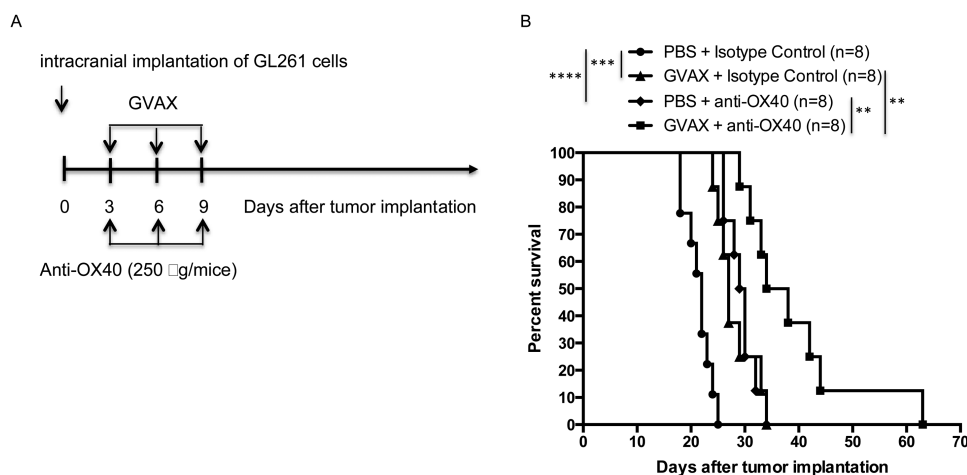 A
intracranial implantation of GL261 cells
GVAX
0 3 6 9 Days after tumor implantation
Anti-OX40 (250 □g/mice)
B
PBS + Isotype Control (n=8)
GVAX + Isotype Control (n=8)
PBS + anti-OX40 (n=8)
GVAX + anti-OX40 (n=8)
**** *** ** **
100
90
80
70
60
50
40
30
20
10
0
Percent survival
0 10 20 30 40 50 60 70
Days after tumor implantation